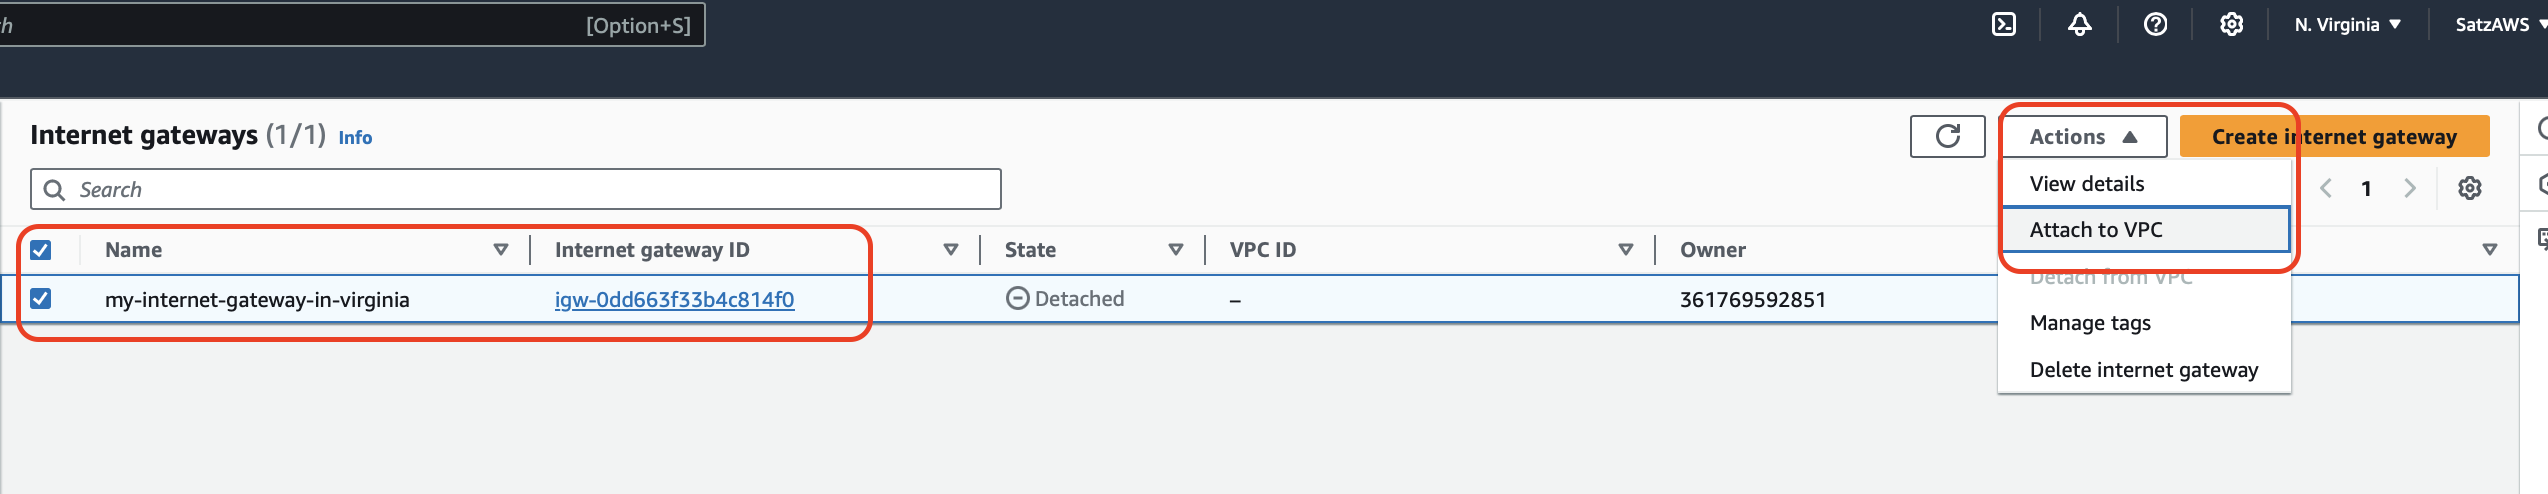 h [Option+S] N. Virginia SatzAWS
Internet gateways (1/1) Info Actions Create internet gateway
Search View details 1
Attach to VPC
Name Internet gateway ID State VPC ID Owner
Detach from VPC
my-internet-gateway-in-virginia igw-0dd663f33b4c814f0 Detached – 361769592851
Manage tags
Delete internet gateway